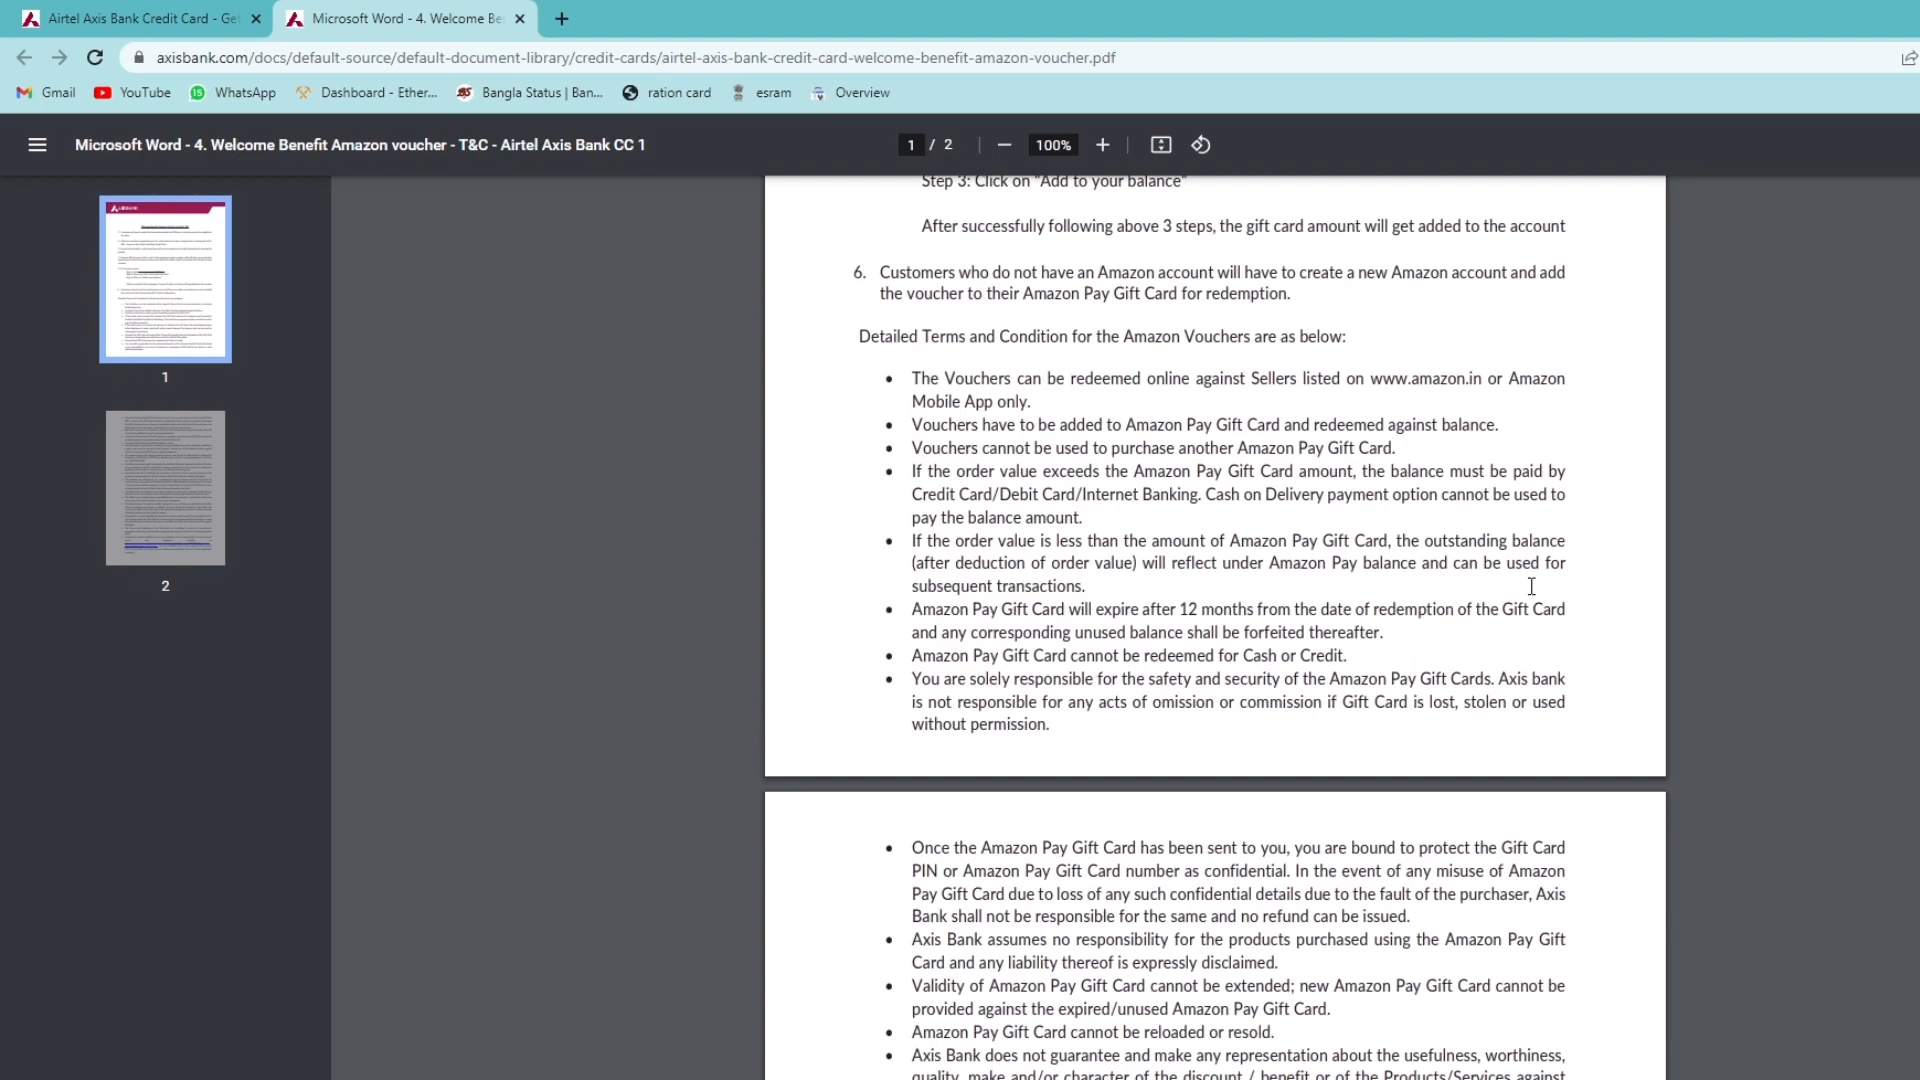 Airtel Axis Bank Credit Card - Get
Microsoft Word - 4. Welcome Be
axisbank.com/docs/default-source/default-document-library/credit-cards/airtel-axis-bank-credit-card-welcome-benefit-amazon-voucher.pdf
Gmail YouTube WhatsApp Dashboard - Ether... Bangla Status | Ban... ration card esram Overview
Microsoft Word - 4. Welcome Benefit Amazon voucher - T&C - Airtel Axis Bank CC 1
1 / 2 — 100% +
1
2
Step 3: Click on "Add to your balance"
After successfully following above 3 steps, the gift card amount will get added to the account
6. Customers who do not have an Amazon account will have to create a new Amazon account and add
the voucher to their Amazon Pay Gift Card for redemption.
Detailed Terms and Condition for the Amazon Vouchers are as below:
• The Vouchers can be redeemed online against Sellers listed on www.amazon.in or Amazon
Mobile App only.
• Vouchers have to be added to Amazon Pay Gift Card and redeemed against balance.
• Vouchers cannot be used to purchase another Amazon Pay Gift Card.
• If the order value exceeds the Amazon Pay Gift Card amount, the balance must be paid by
Credit Card/Debit Card/Internet Banking. Cash on Delivery payment option cannot be used to
pay the balance amount.
• If the order value is less than the amount of Amazon Pay Gift Card, the outstanding balance
(after deduction of order value) will reflect under Amazon Pay balance and can be used for
subsequent transactions.
• Amazon Pay Gift Card will expire after 12 months from the date of redemption of the Gift Card
and any corresponding unused balance shall be forfeited thereafter.
• Amazon Pay Gift Card cannot be redeemed for Cash or Credit.
• You are solely responsible for the safety and security of the Amazon Pay Gift Cards. Axis bank
is not responsible for any acts of omission or commission if Gift Card is lost, stolen or used
without permission.
• Once the Amazon Pay Gift Card has been sent to you, you are bound to protect the Gift Card
PIN or Amazon Pay Gift Card number as confidential. In the event of any misuse of Amazon
Pay Gift Card due to loss of any such confidential details due to the fault of the purchaser, Axis
Bank shall not be responsible for the same and no refund can be issued.
• Axis Bank assumes no responsibility for the products purchased using the Amazon Pay Gift
Card and any liability thereof is expressly disclaimed.
• Validity of Amazon Pay Gift Card cannot be extended; new Amazon Pay Gift Card cannot be
provided against the expired/unused Amazon Pay Gift Card.
• Amazon Pay Gift Card cannot be reloaded or resold.
• Axis Bank does not guarantee and make any representation about the usefulness, worthiness,
quality, make and/or character of the discount / benefit or of the Products/Services against